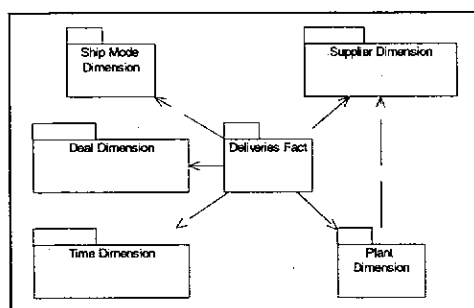 Ship Mode
Dimension
Supplier Dimension
Deal Dimension
Deliveries Fact
Time Dimension
Plant
Dimension